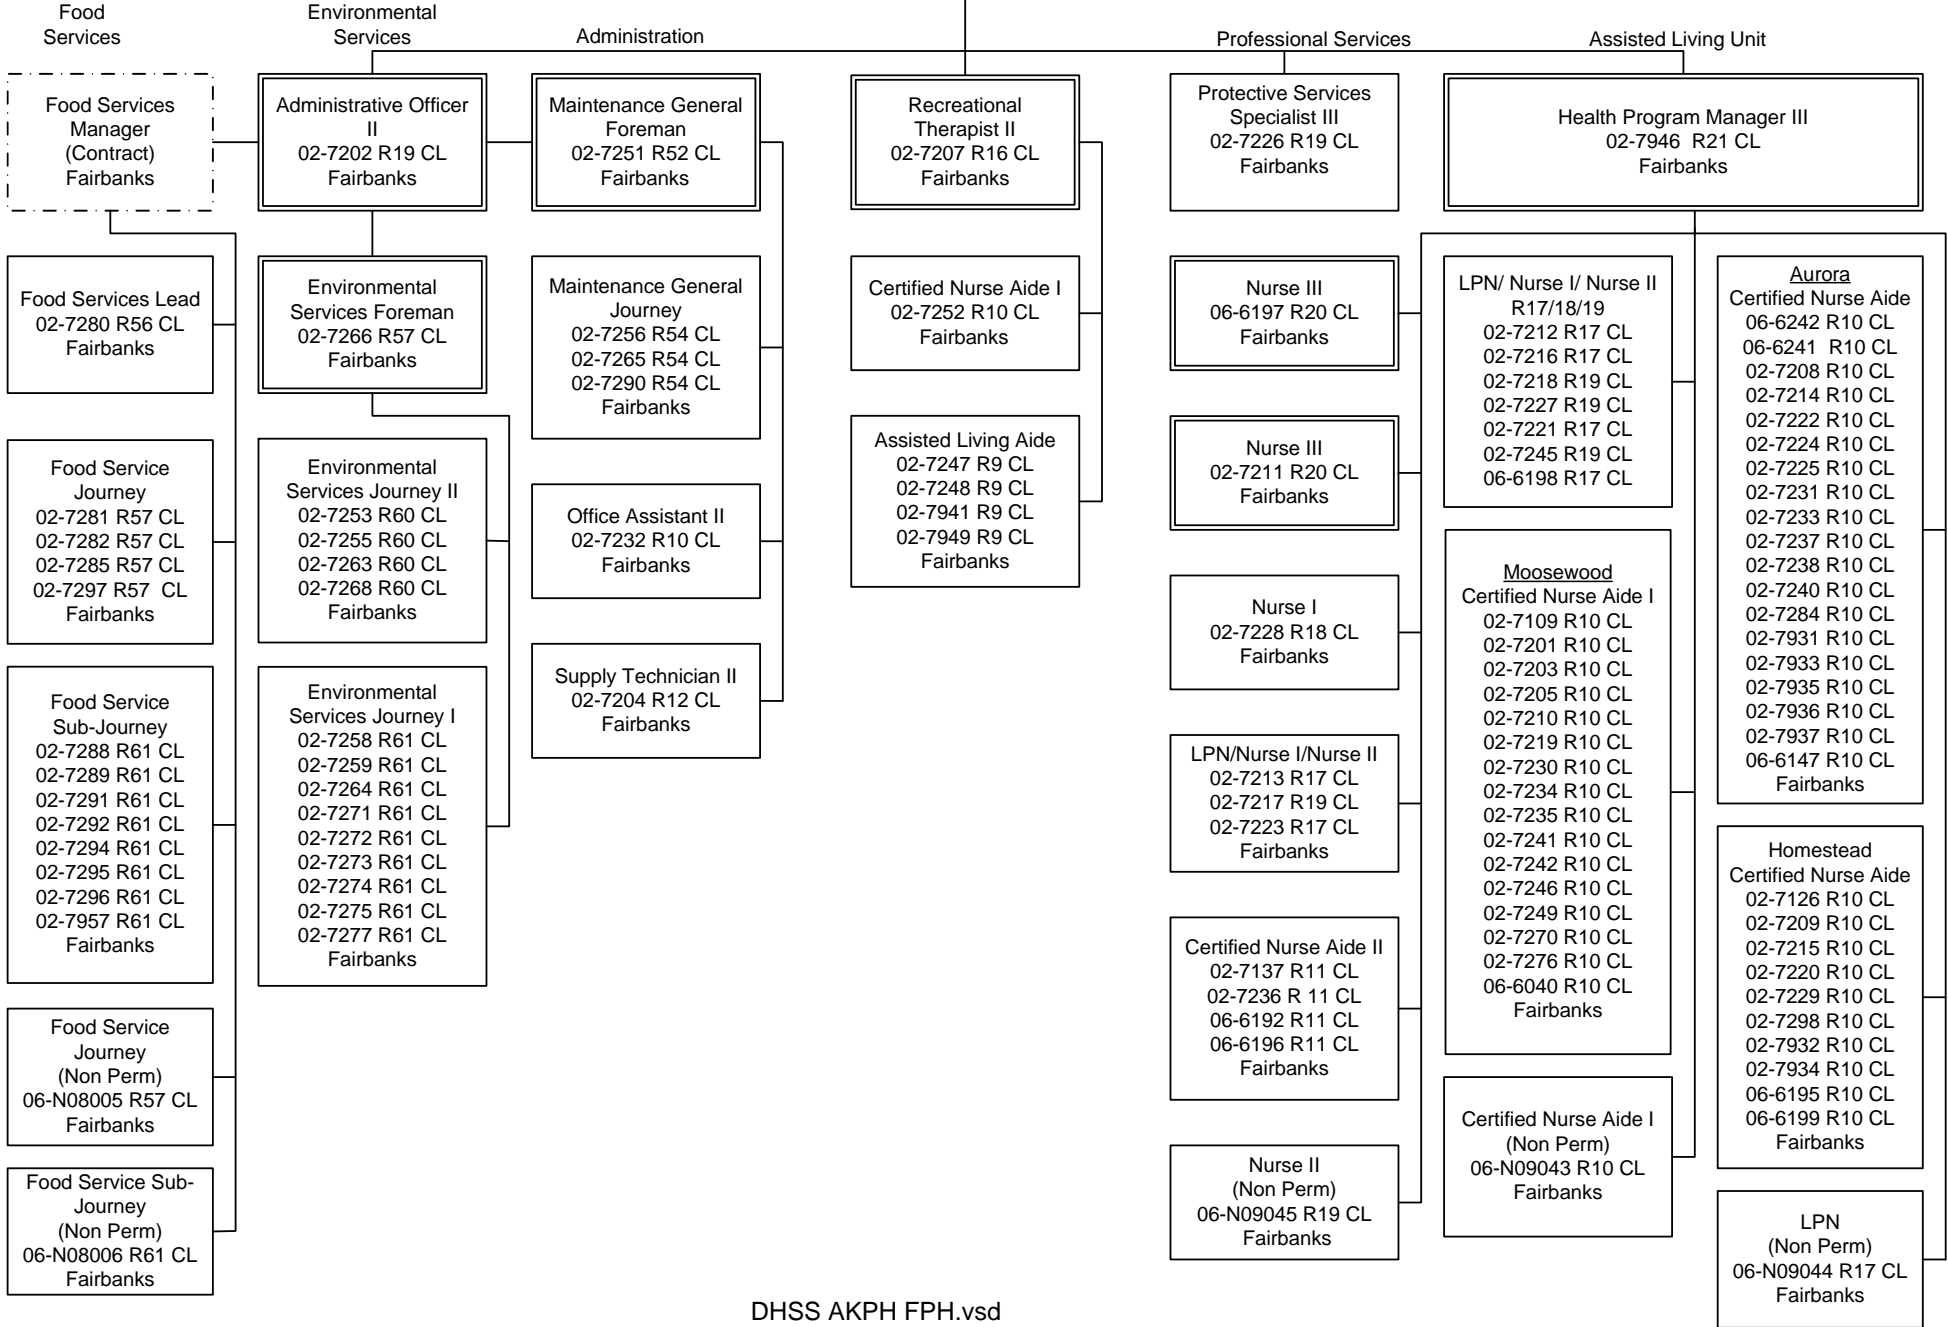 Food
Services
Environmental
Services
Administration
Professional Services
Assisted Living Unit
Food Services
Manager
(Contract)
Fairbanks
Administrative Officer
II
02-7202 R19 CL
Fairbanks
Maintenance General
Foreman
02-7251 R52 CL
Fairbanks
Recreational
Therapist II
02-7207 R16 CL
Fairbanks
Protective Services
Specialist III
02-7226 R19 CL
Fairbanks
Health Program Manager III
02-7946 R21 CL
Fairbanks
Food Services Lead
02-7280 R56 CL
Fairbanks
Food Service
Journey
02-7281 R57 CL
02-7282 R57 CL
02-7285 R57 CL
02-7297 R57 CL
Fairbanks
Food Service
Sub-Journey
02-7288 R61 CL
02-7289 R61 CL
02-7291 R61 CL
02-7292 R61 CL
02-7294 R61 CL
02-7295 R61 CL
02-7296 R61 CL
02-7957 R61 CL
Fairbanks
Food Service
Journey
(Non Perm)
06-N08005 R57 CL
Fairbanks
Food Service Sub-
Journey
(Non Perm)
06-N08006 R61 CL
Fairbanks
Environmental
Services Foreman
02-7266 R57 CL
Fairbanks
Environmental
Services Journey II
02-7253 R60 CL
02-7255 R60 CL
02-7263 R60 CL
02-7268 R60 CL
Fairbanks
Environmental
Services Journey I
02-7258 R61 CL
02-7259 R61 CL
02-7264 R61 CL
02-7271 R61 CL
02-7272 R61 CL
02-7273 R61 CL
02-7274 R61 CL
02-7275 R61 CL
02-7277 R61 CL
Fairbanks
Maintenance General
Journey
02-7256 R54 CL
02-7265 R54 CL
02-7290 R54 CL
Fairbanks
Office Assistant II
02-7232 R10 CL
Fairbanks
Supply Technician II
02-7204 R12 CL
Fairbanks
Certified Nurse Aide I
02-7252 R10 CL
Fairbanks
Assisted Living Aide
02-7247 R9 CL
02-7248 R9 CL
02-7941 R9 CL
02-7949 R9 CL
Fairbanks
Nurse III
06-6197 R20 CL
Fairbanks
Nurse III
02-7211 R20 CL
Fairbanks
Nurse I
02-7228 R18 CL
Fairbanks
LPN/Nurse I/Nurse II
02-7213 R17 CL
02-7217 R19 CL
02-7223 R17 CL
Fairbanks
Certified Nurse Aide II
02-7137 R11 CL
02-7236 R 11 CL
06-6192 R11 CL
06-6196 R11 CL
Fairbanks
Nurse II
(Non Perm)
06-N09045 R19 CL
Fairbanks
LPN/ Nurse I/ Nurse II
R17/18/19
02-7212 R17 CL
02-7216 R17 CL
02-7218 R19 CL
02-7227 R19 CL
02-7221 R17 CL
02-7245 R19 CL
06-6198 R17 CL
Moosewood
Certified Nurse Aide I
02-7109 R10 CL
02-7201 R10 CL
02-7203 R10 CL
02-7205 R10 CL
02-7210 R10 CL
02-7219 R10 CL
02-7230 R10 CL
02-7234 R10 CL
02-7235 R10 CL
02-7241 R10 CL
02-7242 R10 CL
02-7246 R10 CL
02-7249 R10 CL
02-7270 R10 CL
02-7276 R10 CL
06-6040 R10 CL
Fairbanks
Certified Nurse Aide I
(Non Perm)
06-N09043 R10 CL
Fairbanks
Aurora
Certified Nurse Aide
06-6242 R10 CL
06-6241 R10 CL
02-7208 R10 CL
02-7214 R10 CL
02-7222 R10 CL
02-7224 R10 CL
02-7225 R10 CL
02-7231 R10 CL
02-7233 R10 CL
02-7237 R10 CL
02-7238 R10 CL
02-7240 R10 CL
02-7284 R10 CL
02-7931 R10 CL
02-7933 R10 CL
02-7935 R10 CL
02-7936 R10 CL
02-7937 R10 CL
06-6147 R10 CL
Fairbanks
Homestead
Certified Nurse Aide
02-7126 R10 CL
02-7209 R10 CL
02-7215 R10 CL
02-7220 R10 CL
02-7229 R10 CL
02-7298 R10 CL
02-7932 R10 CL
02-7934 R10 CL
06-6195 R10 CL
06-6199 R10 CL
Fairbanks
LPN
(Non Perm)
06-N09044 R17 CL
Fairbanks
DHSS AKPH FPH.vsd